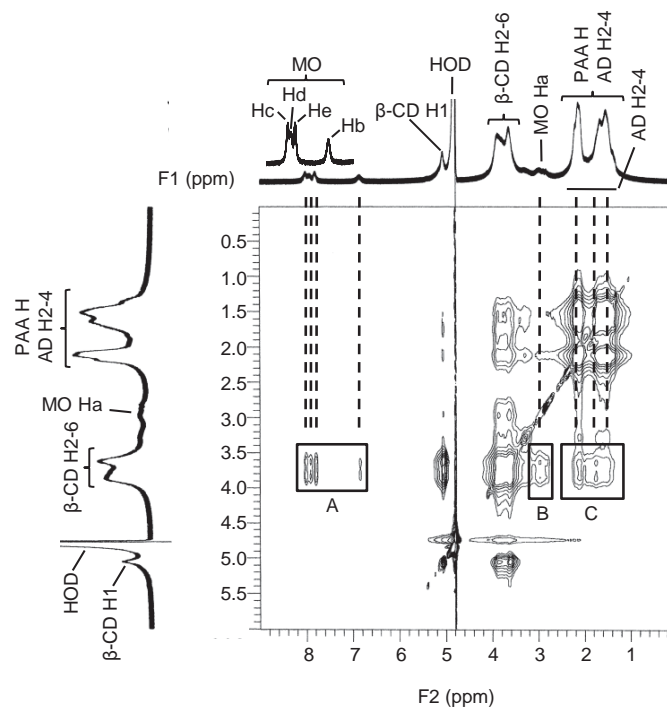 MO
Hd
Hc
He
Hb
HOD
β-CD H1
β-CD H2-6
MO Ha
PAA H
AD H2-4
AD H2-4
F1 (ppm)
PAA H
AD H2-4
MO Ha
β-CD H2-6
HOD
β-CD H1
0.5
1.0
1.5
2.0
2.5
3.0
3.5
4.0
4.5
5.0
5.5
A
B
C
8 7 6 5 4 3 2 1 0
F2 (ppm)